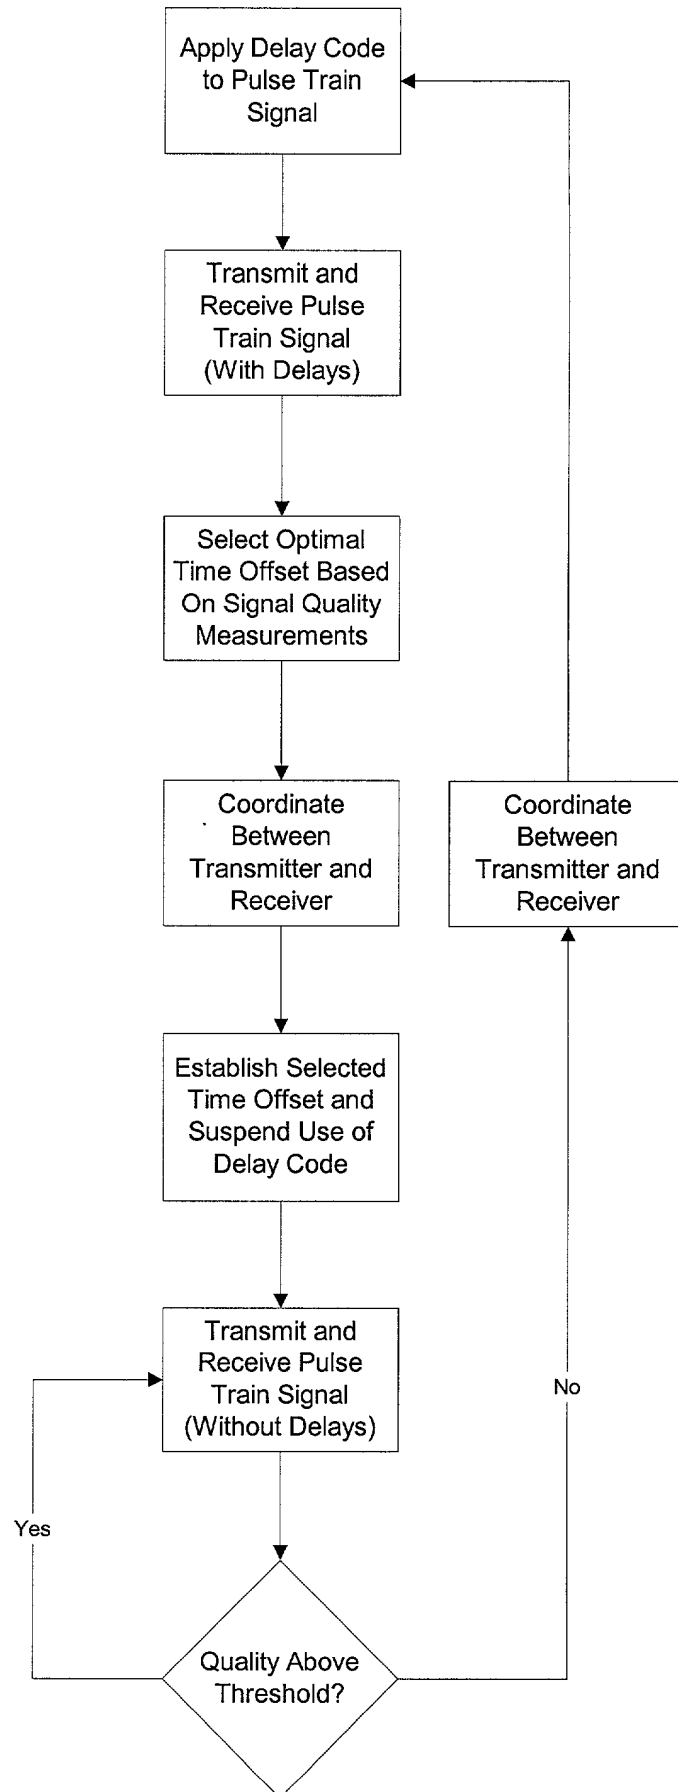 Apply Delay Code
to Pulse Train
Signal
Transmit and
Receive Pulse
Train Signal
(With Delays)
Select Optimal
Time Offset Based
On Signal Quality
Measurements
Coordinate
Between
Transmitter and
Receiver
Coordinate
Between
Transmitter and
Receiver
Establish Selected
Time Offset and
Suspend Use of
Delay Code
Transmit and
Receive Pulse
Train Signal
(Without Delays)
No
Yes
Quality Above
Threshold?